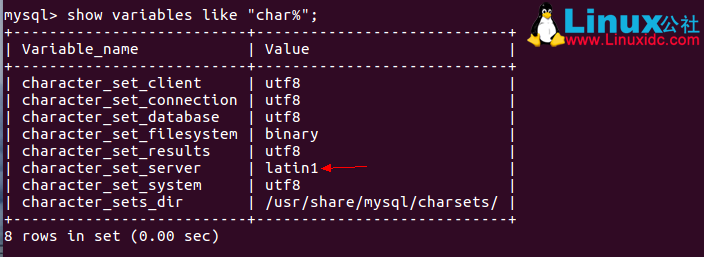 mysql> show variables like "char%";
+--------------------------+----------------------------+
| Variable_name | Value |
+--------------------------+----------------------------+
| character_set_client | utf8 |
| character_set_connection | utf8 |
| character_set_database | utf8 |
| character_set_filesystem | binary |
| character_set_results | utf8 |
| character_set_server | latin1 |
| character_set_system | utf8 |
| character_sets_dir | /usr/share/mysql/charsets/ |
+--------------------------+----------------------------+
8 rows in set (0.00 sec)
Linux公社
www.Linuxidc.com